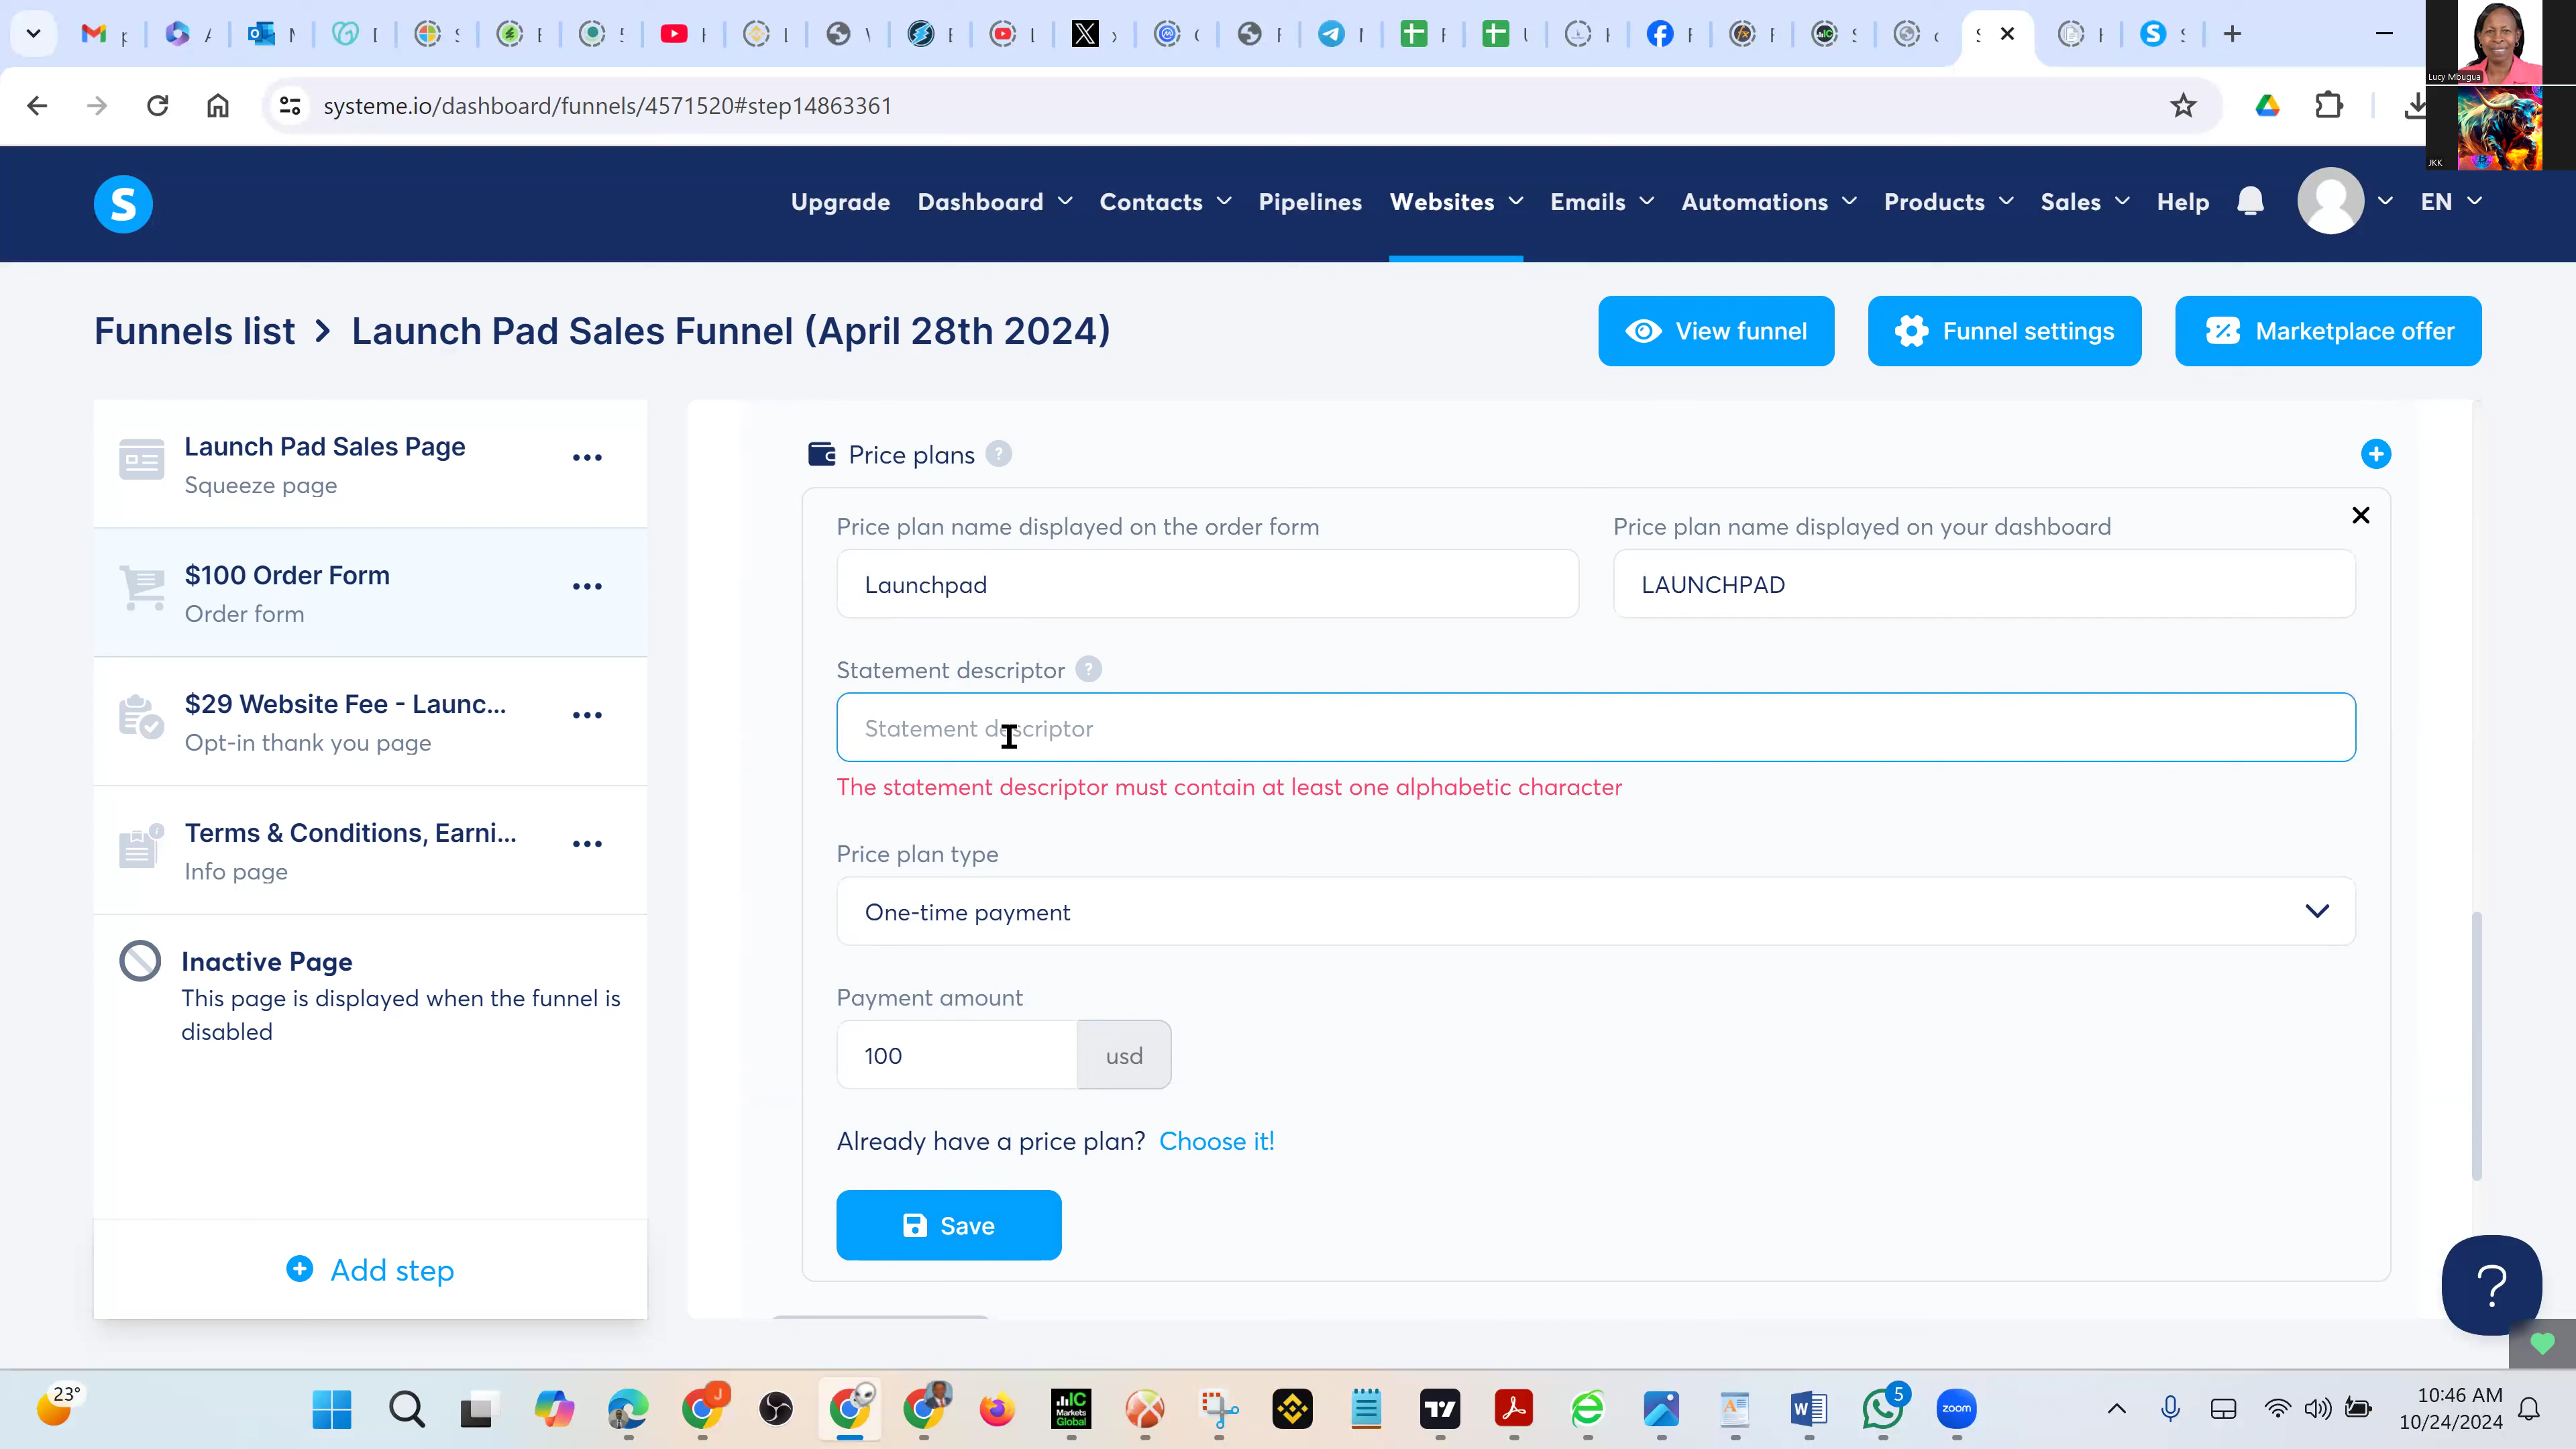 systeme.io/dashboard/funnels/4571520#step14863361
Lucy Mbugua
JKK
S
Upgrade Dashboard Contacts Pipelines Websites Emails Automations Products Sales Help EN
Funnels list > Launch Pad Sales Funnel (April 28th 2024)
View funnel
Funnel settings
Marketplace offer
Launch Pad Sales Page
Squeeze page
$100 Order Form
Order form
$29 Website Fee - Launc...
Opt-in thank you page
Terms & Conditions, Earni...
Info page
Inactive Page
This page is displayed when the funnel is
disabled
Add step
Price plans ?
Price plan name displayed on the order form
Launchpad
Price plan name displayed on your dashboard
LAUNCHPAD
Statement descriptor ?
Statement descriptor
The statement descriptor must contain at least one alphabetic character
Price plan type
One-time payment
Payment amount
100 usd
Already have a price plan? Choose it!
Save
?
23°
IC
Markets
Global
5
zoom
10:46 AM
10/24/2024